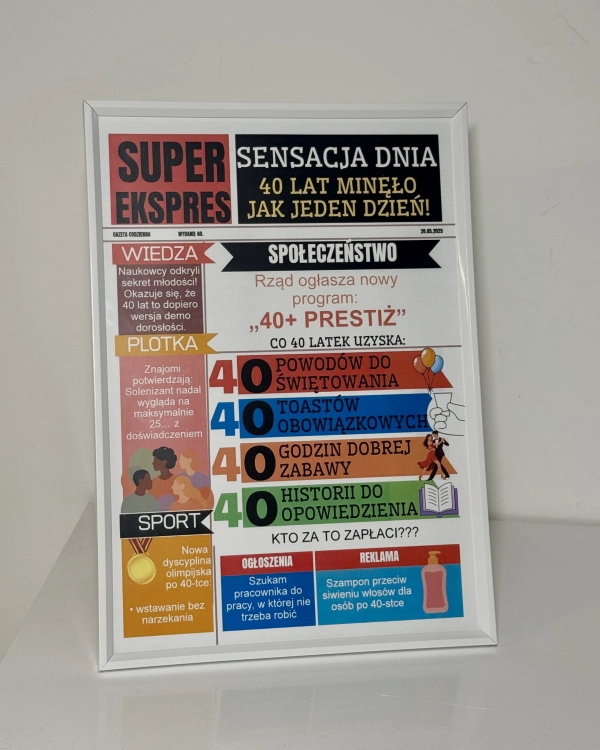 SUPER
EKSPRES
SENSACJA DNIA
40 LAT MINĘŁO
JAK JEDEN DZIEŃ!
GAZETA CODZIENNA
WYDANIE 40.
20.05.2025
WIEDZA
Naukowcy odkryli
sekret młodości!
Okazuje się, że
40 lat to dopiero
wersja demo
dorosłości.
PLOTKA
Znajomi
potwierdzają:
Solenizant nadal
wygląda na
maksymalnie
25... z
doświadczeniem
SPORT
Nowa
dyscyplina
olimpijska
po 40-tce:
• wstawanie bez
narzekania
SPOŁECZEŃSTWO
Rząd ogłasza nowy
program:
„40+ PRESTIŻ”
CO 40 LATEK UZYSKA:
40 POWODÓW DO
ŚWIĘTOWANIA
40 TOASTÓW
OBOWIĄZKOWYCH
40 GODZIN DOBREJ
ZABAWY
40 HISTORII DO
OPOWIEDZENIA
KTO ZA TO ZAPŁACI???
OGŁOSZENIA
Szukam
pracownika do
pracy, w której nie
trzeba robić
REKLAMA
Szampon przeciw
siwieniu włosów dla
osób po 40-stce